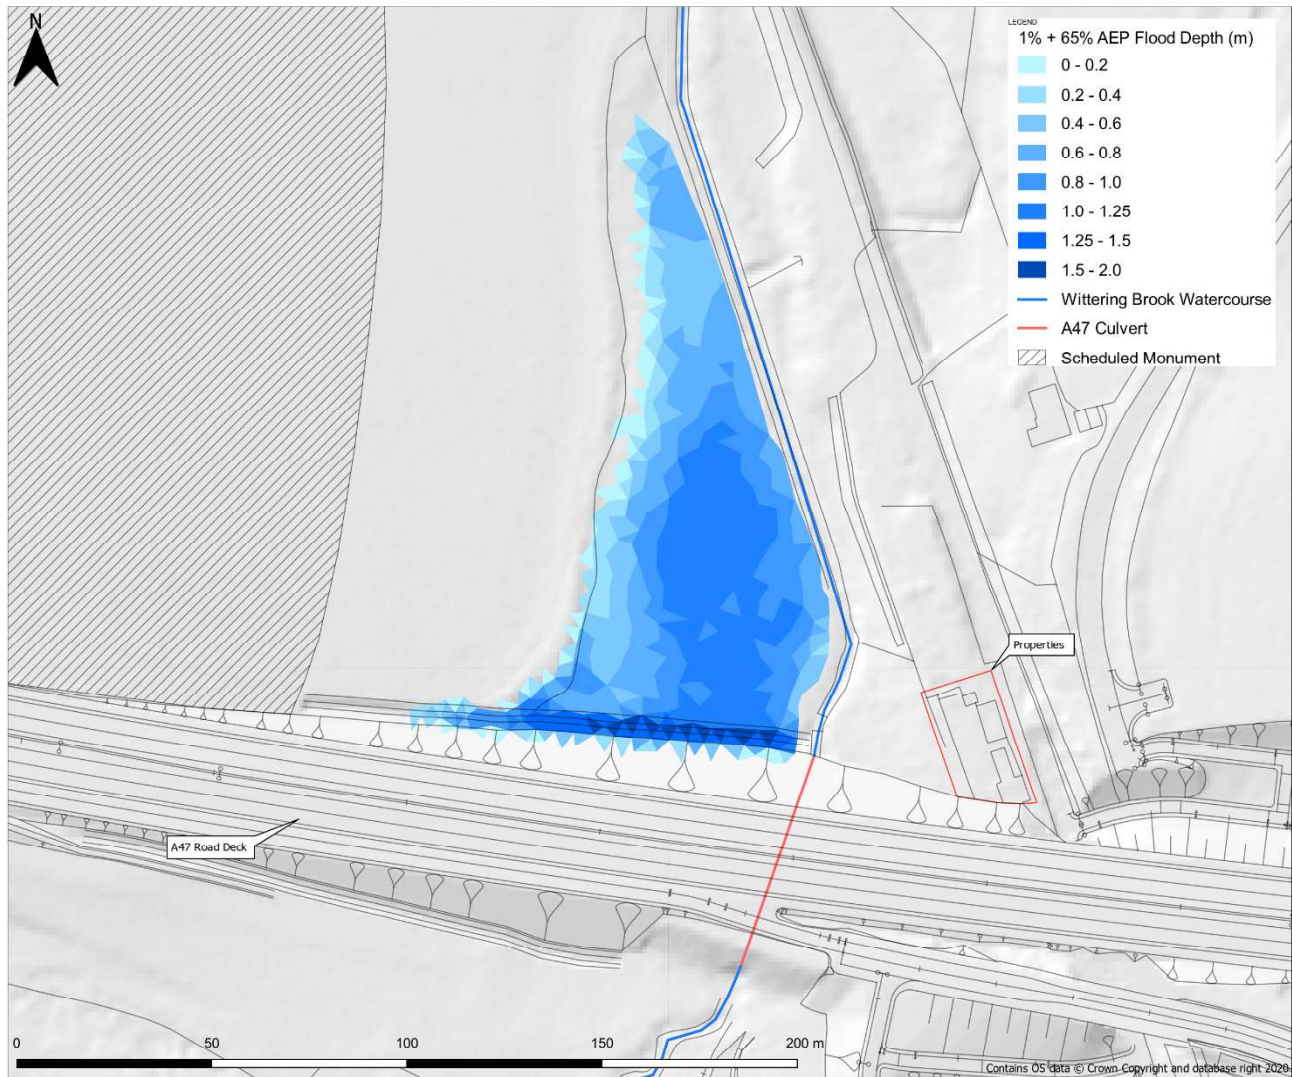 N
LEGEND
1% + 65% AEP Flood Depth (m)
0 - 0.2
0.2 - 0.4
0.4 - 0.6
0.6 - 0.8
0.8 - 1.0
1.0 - 1.25
1.25 - 1.5
1.5 - 2.0
Wittering Brook Watercourse
A47 Culvert
Scheduled Monument
Properties
A47 Road Deck
0 50 100 150 200 m
Contains OS data © Crown Copyright and database right 2020